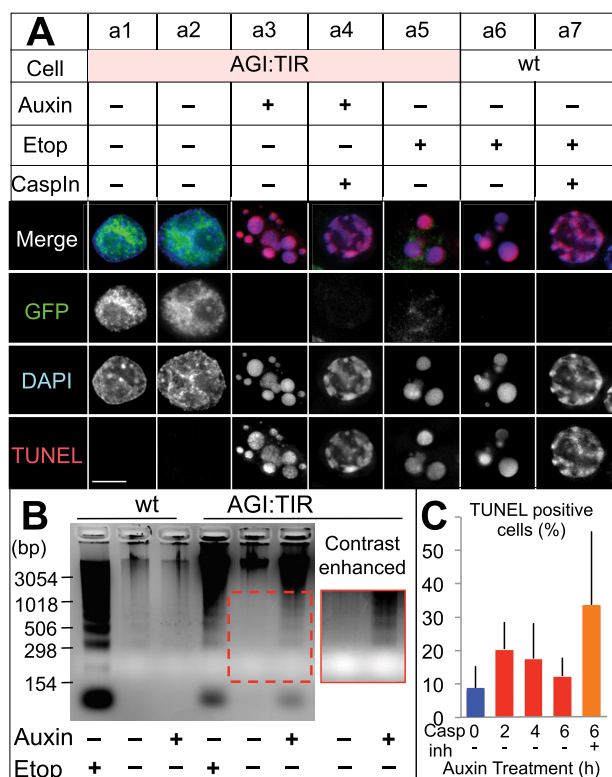 A a1 a2 a3 a4 a5 a6 a7
Cell AGI:TIR wt
Auxin – – + + – – –
Etop – – – – + + +
CaspIn – – – + – – +
Merge
GFP
DAPI
TUNEL
B wt AGI:TIR
(bp)
3054
1018
506
298
154
Contrast
enhanced
Auxin – – + – – + – +
Etop + – – + – – – –
C TUNEL positive
cells (%)
50
40
30
20
10
0
Casp 0 2 4 6 6
inh - - - - +
Auxin Treatment (h)